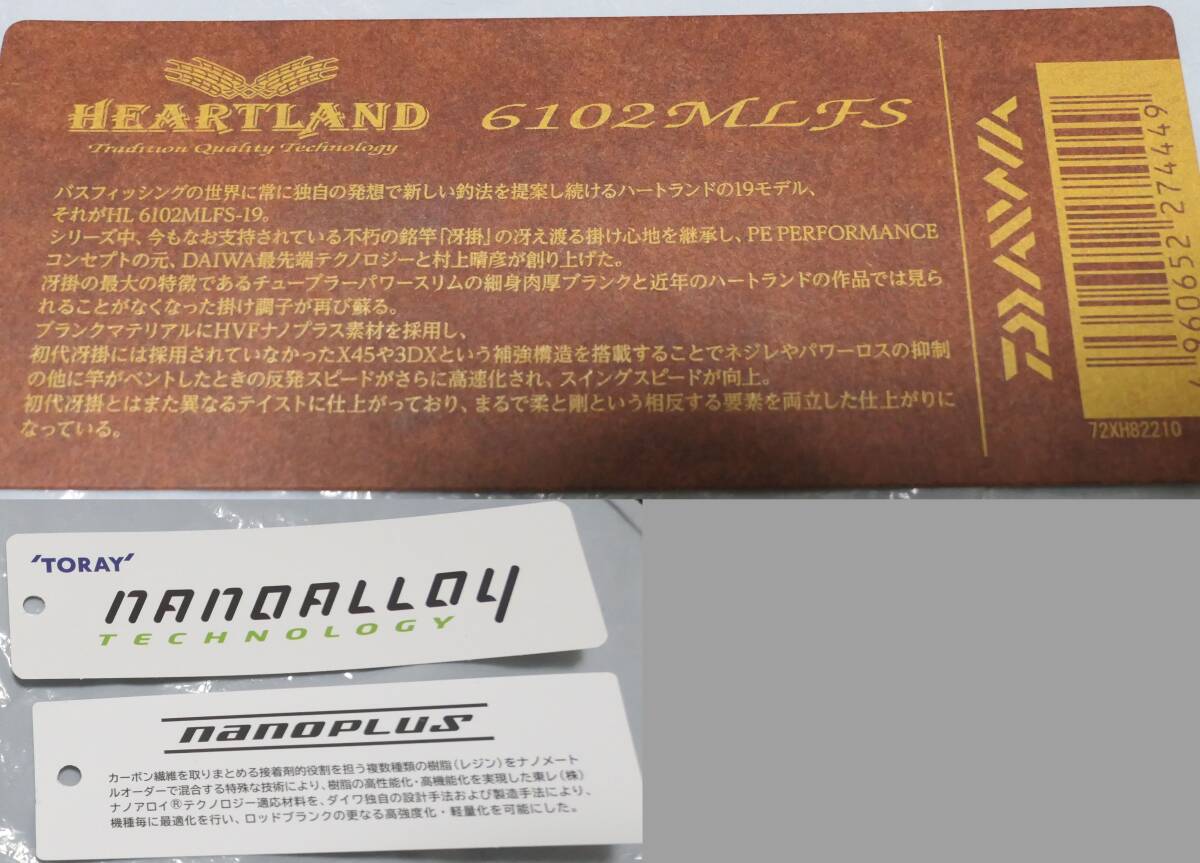 HEARTLAND
Tradition Quality Technology
6102MLFS
バスフィッシングの世界に常に独自の発想で新しい釣法を提案し続けるハートランドの19モデル、
それがHL 6102MLFS-19。
シリーズ中、今もなお支持されている不朽の銘竿「冴掛」の冴え渡る掛け心地を継承し、PE PERFORMANCE
コンセプトの元、DAIWA最先端テクノロジーと村上晴彦が創り上げた。
冴掛の最大の特徴であるチューブラーパワースリムの細身肉厚ブランクと近年のハートランドの作品では見ら
れることがなくなった掛け調子が再び蘇る。
ブランクマテリアルにHVFナノプラス素材を採用し、
初代冴掛には採用されていなかったX45や3DXという補強構造を搭載することでネジレやパワーロスの抑制
の他に竿がベントしたときの反発スピードがさらに高速化され、スイングスピードが向上。
初代冴掛とはまた異なるテイストに仕上がっており、まるで柔と剛という相反する要素を両立した仕上がりに
なっている。
DAIWA
4 960652 274449
72XH82210
'TORAY'
nanoalloy
TECHNOLOGY
nanoplus
カーボン繊維を取りまとめる接着剤的役割を担う複数種類の樹脂(レジン)をナノメート
ルオーダーで混合する特殊な技術により、樹脂の高性能化・高機能化を実現した東レ(株)
ナノアロイ®テクノロジー適応材料を、ダイワ独自の設計手法および製造手法により、
機種毎に最適化を行い、ロッドブランクの更なる高強度化・軽量化を可能にした。